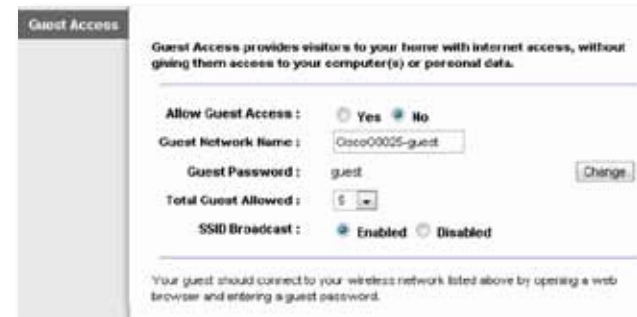 Guest Access
Guest Access provides visitors to your home with internet access, without
giving them access to your computer(s) or personal data.
Allow Guest Access : Yes No
Guest Network Name : Cisco00025-guest
Guest Password : guest Change
Total Guest Allowed : 5
SSID Broadcast : Enabled Disabled
Your guest should connect to your wireless network listed above by opening a web
browser and entering a guest password.